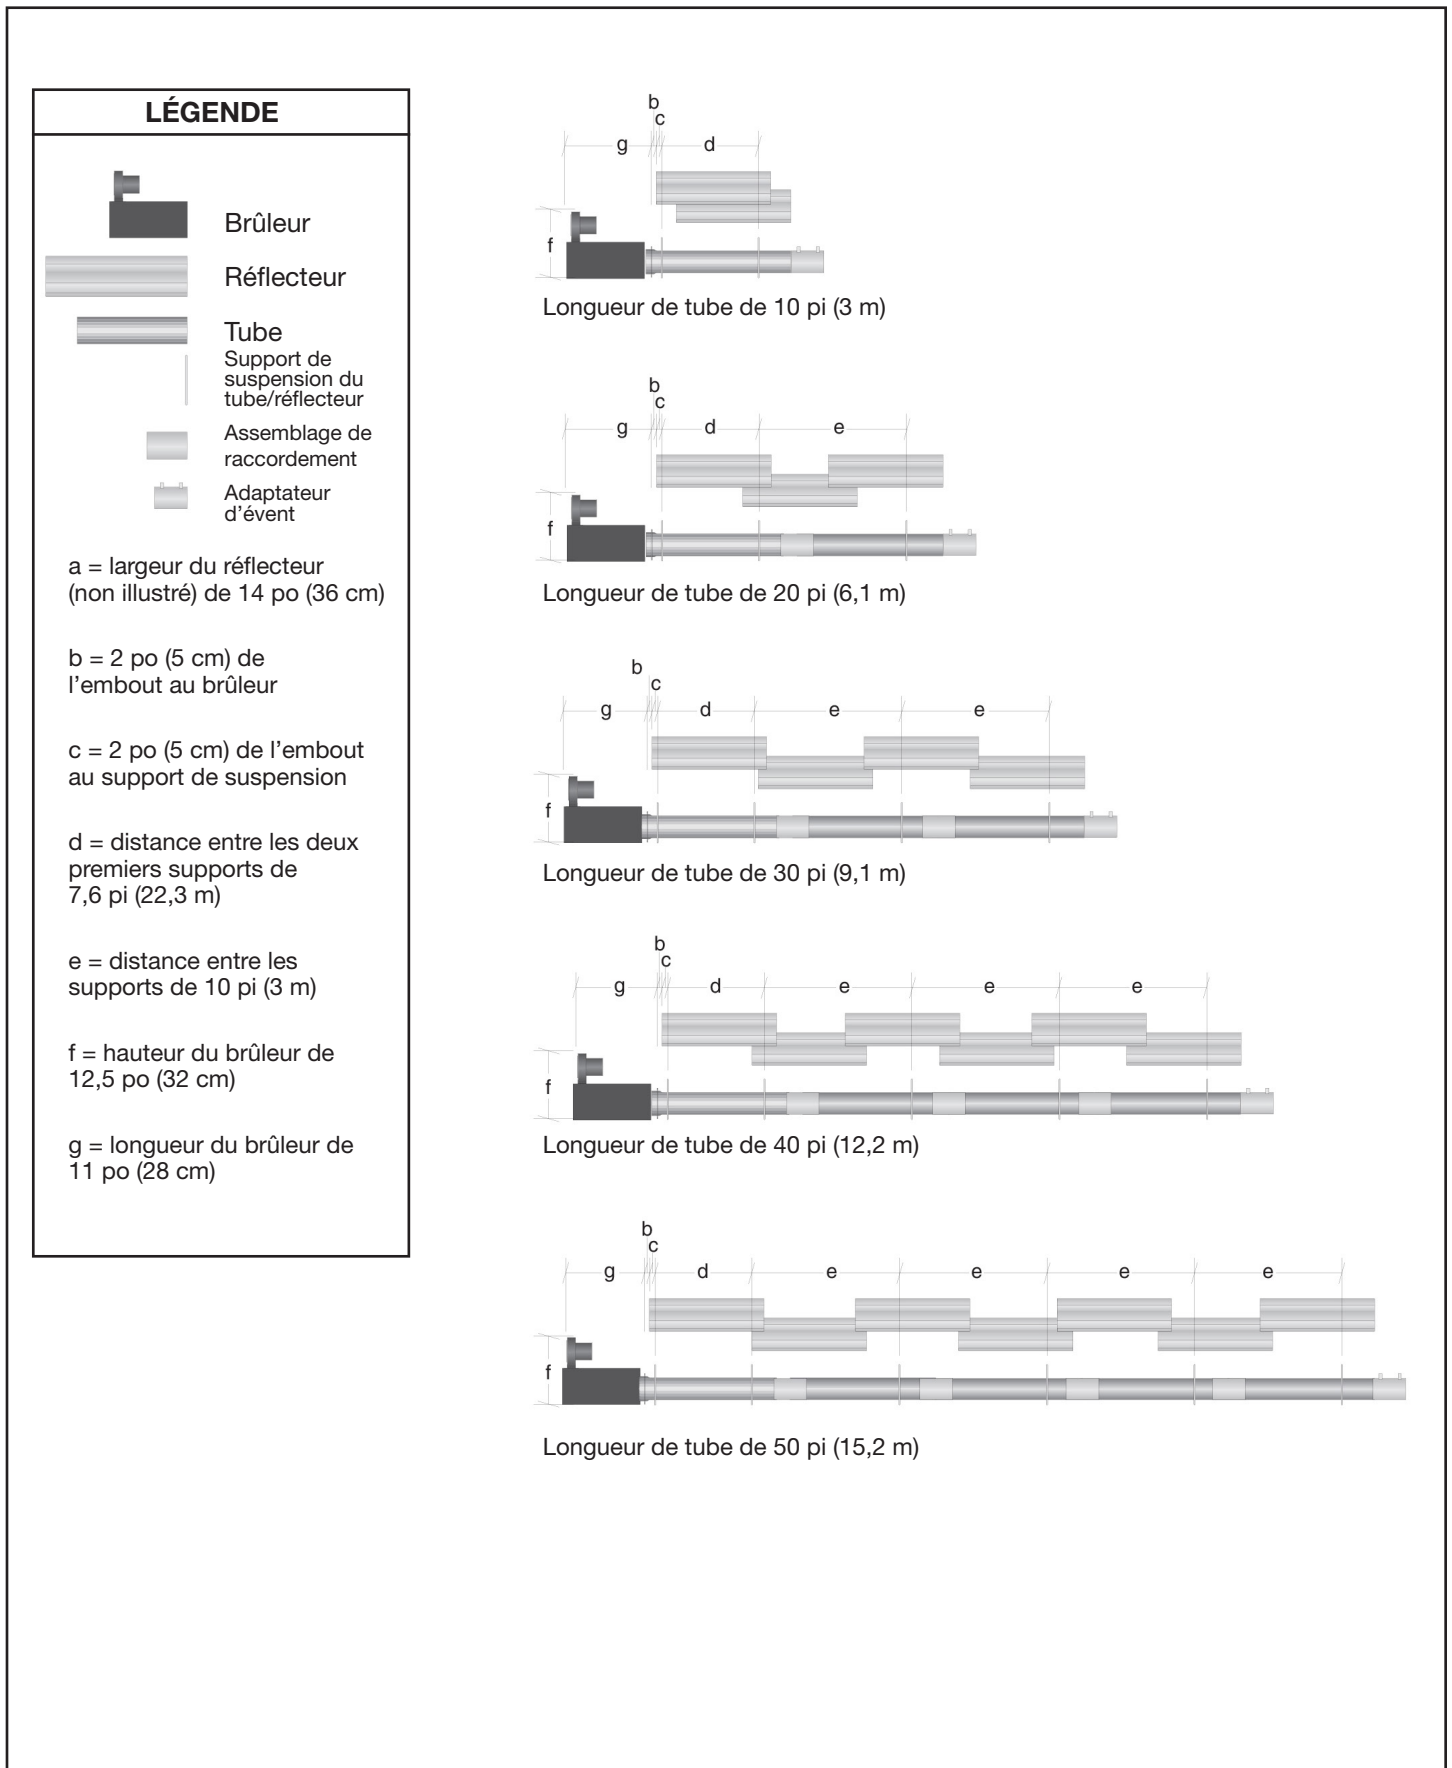 LÉGENDE
Brûleur
Réflecteur
Tube
Support de
suspension du
tube/réflecteur
Assemblage de
raccordement
Adaptateur
d'évent
a = largeur du réflecteur
(non illustré) de 14 po (36 cm)
b = 2 po (5 cm) de
l'embout au brûleur
c = 2 po (5 cm) de l'embout
au support de suspension
d = distance entre les deux
premiers supports de
7,6 pi (22,3 m)
e = distance entre les
supports de 10 pi (3 m)
f = hauteur du brûleur de
12,5 po (32 cm)
g = longueur du brûleur de
11 po (28 cm)
b
c
g d
f
Longueur de tube de 10 pi (3 m)
b
c
g d e
f
Longueur de tube de 20 pi (6,1 m)
b
c
g d e e
f
Longueur de tube de 30 pi (9,1 m)
b
c
g d e e e
f
Longueur de tube de 40 pi (12,2 m)
b
c
g d e e e e
f
Longueur de tube de 50 pi (15,2 m)